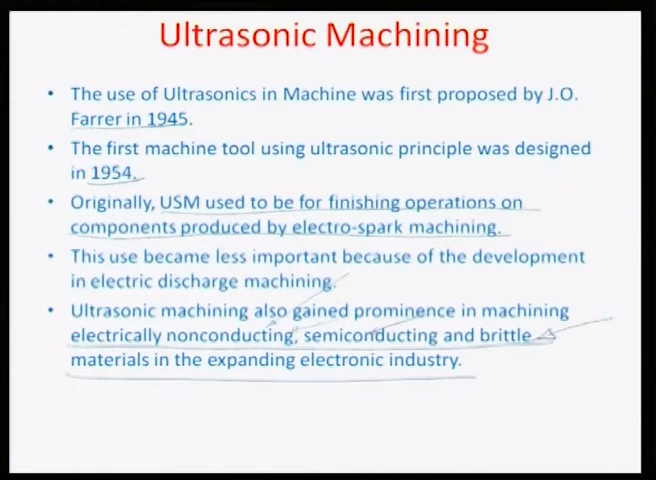 Ultrasonic Machining
• The use of Ultrasonics in Machine was first proposed by J.O.
Farrer in 1945.
• The first machine tool using ultrasonic principle was designed
in 1954.
• Originally, USM used to be for finishing operations on
components produced by electro-spark machining.
• This use became less important because of the development
in electric discharge machining.
• Ultrasonic machining also gained prominence in machining
electrically nonconducting, semiconducting and brittle
materials in the expanding electronic industry.